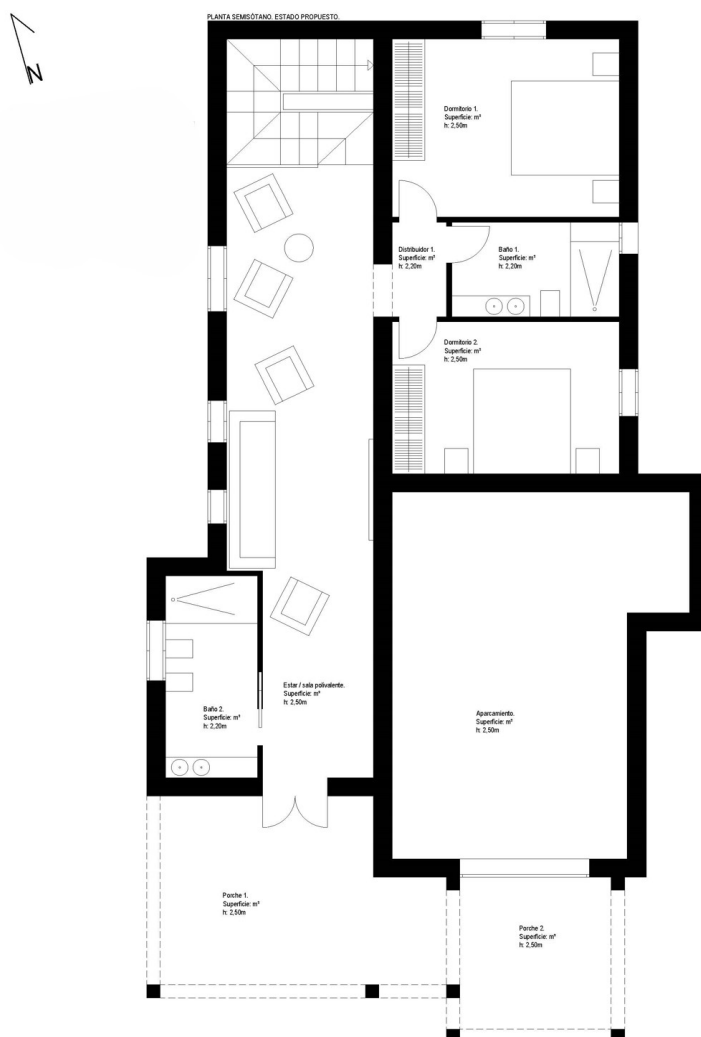 PLANTA SEMISÓTANO. ESTADO PROPUESTO.
N
Dormitorio 1.
Superficie: m²
h: 2,50m
Distribuidor 1.
Superficie: m²
h: 2,20m
Baño 1.
Superficie: m²
h: 2,20m
Dormitorio 2.
Superficie: m²
h: 2,50m
Estar / sala polivalente.
Superficie: m²
h: 2,50m
Baño 2.
Superficie: m²
h: 2,20m
Aparcamiento.
Superficie: m²
h: 2,50m
Porche 1.
Superficie: m²
h: 2,50m
Porche 2.
Superficie: m²
h: 2,50m